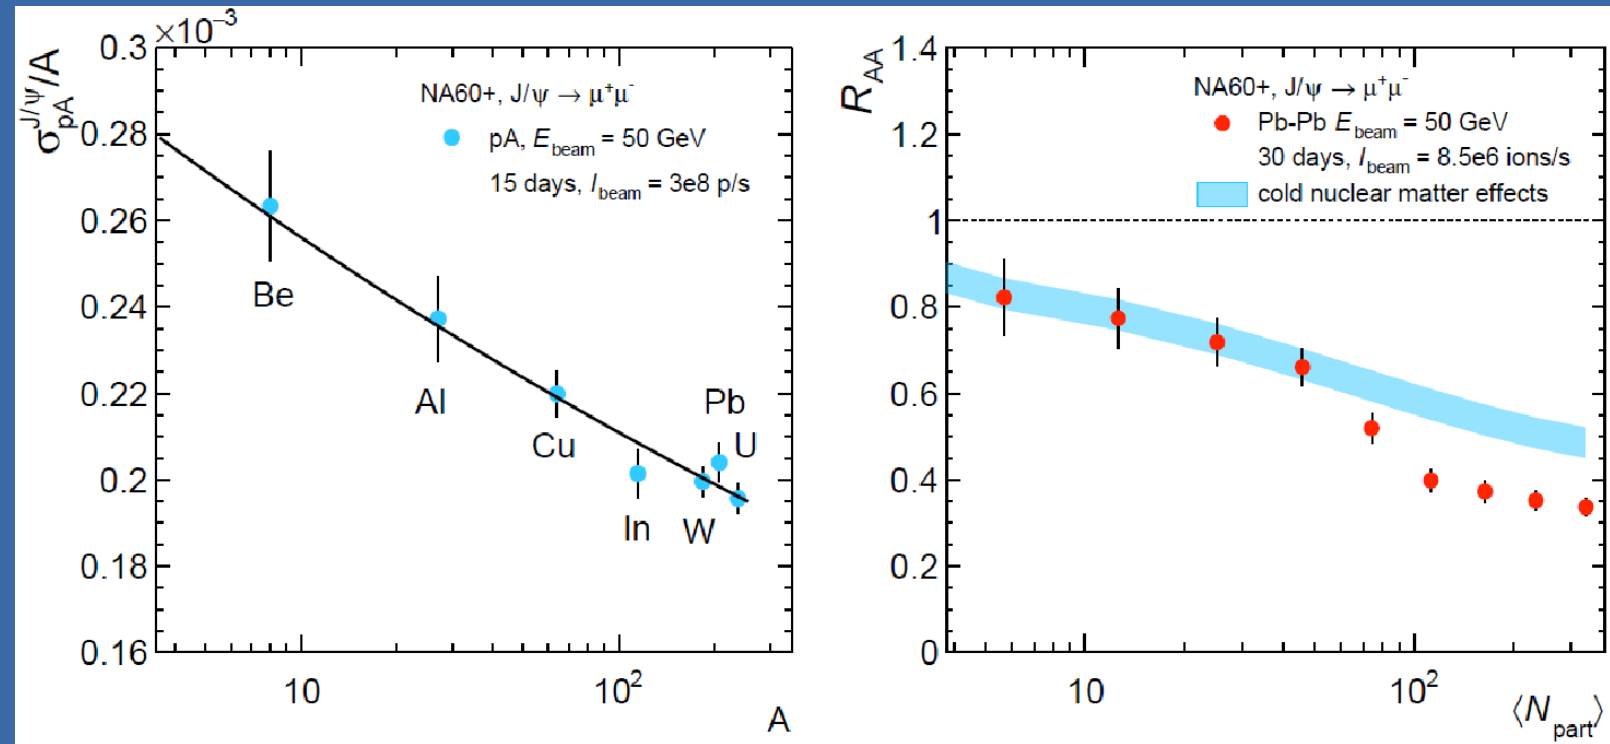 ×10⁻³
σ_pA^J/ψ/A
0.3
0.28
0.26
0.24
0.22
0.2
0.18
0.16
NA60+, J/ψ → μ⁺μ⁻
pA, E_beam = 50 GeV
15 days, I_beam = 3e8 p/s
Be
Al
Cu
In
W
Pb
U
10
10²
A
R_AA
1.4
1.2
1
0.8
0.6
0.4
0.2
0
NA60+, J/ψ → μ⁺μ⁻
Pb-Pb E_beam = 50 GeV
30 days, I_beam = 8.5e6 ions/s
cold nuclear matter effects
10
10²
⟨N_part⟩